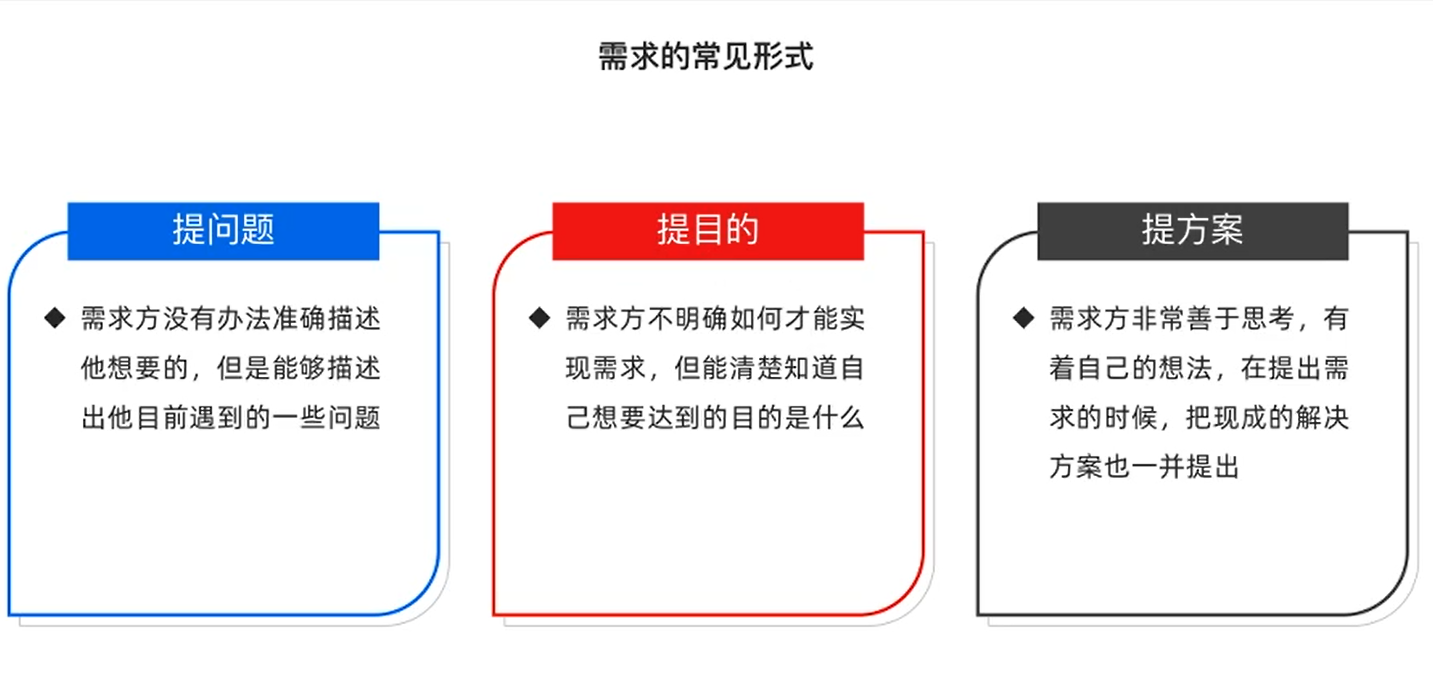 需求的常见形式
提问题
需求方没有办法准确描述
他想要的，但是能够描述
出他目前遇到的一些问题
提目的
需求方不明确如何才能实
现需求，但能清楚知道自
己想要达到的目的是什么
提方案
需求方非常善于思考，有
着自己的想法，在提出需
求的时候，把现成的解决
方案也一并提出